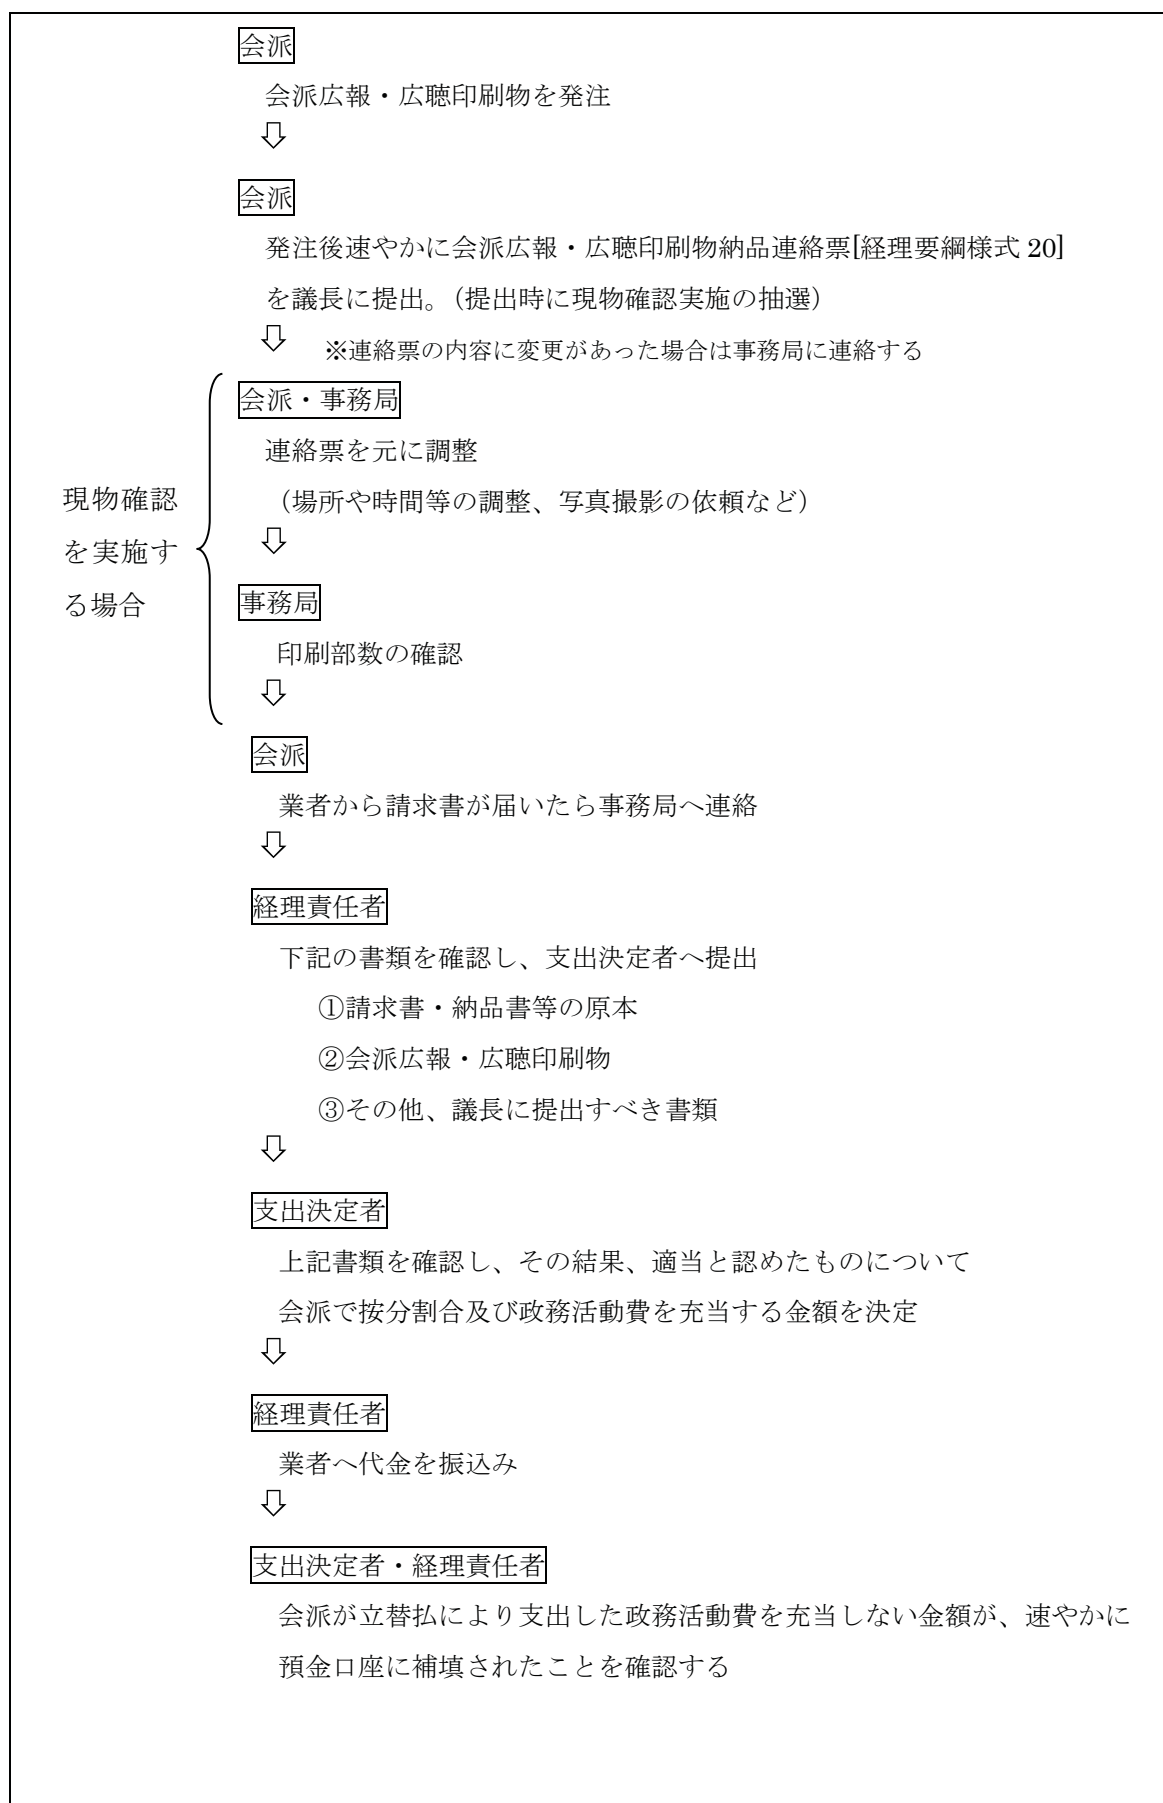 会派
会派広報・広聴印刷物を発注
⇩
会派
発注後速やかに会派広報・広聴印刷物納品連絡票[経理要綱様式 20]
を議長に提出。（提出時に現物確認実施の抽選）
⇩ ※連絡票の内容に変更があった場合は事務局に連絡する
現物確認
を実施す
る場合
会派・事務局
連絡票を元に調整
（場所や時間等の調整、写真撮影の依頼など）
⇩
事務局
印刷部数の確認
⇩
会派
業者から請求書が届いたら事務局へ連絡
⇩
経理責任者
下記の書類を確認し、支出決定者へ提出
①請求書・納品書等の原本
②会派広報・広聴印刷物
③その他、議長に提出すべき書類
⇩
支出決定者
上記書類を確認し、その結果、適当と認めたものについて
会派で按分割合及び政務活動費を充当する金額を決定
⇩
経理責任者
業者へ代金を振込み
⇩
支出決定者・経理責任者
会派が立替払により支出した政務活動費を充当しない金額が、速やかに
預金口座に補填されたことを確認する